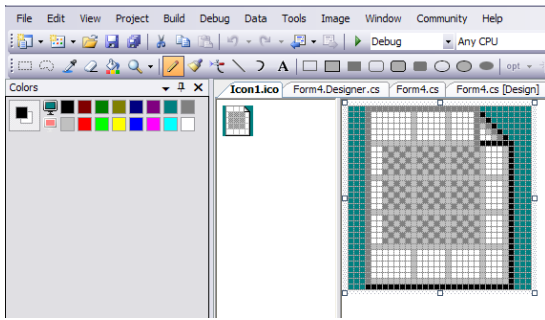 File Edit View Project Build Debug Data Tools Image Window Community Help
Debug Any CPU
A opt
Colors Icon1.ico Form4.Designer.cs Form4.cs Form4.cs [Design]